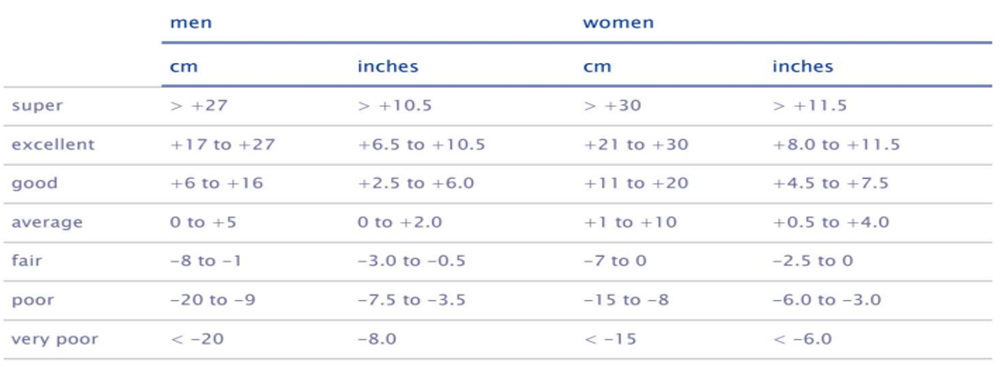 men women
cm inches cm inches
super > +27 > +10.5 > +30 > +11.5
excellent +17 to +27 +6.5 to +10.5 +21 to +30 +8.0 to +11.5
good +6 to +16 +2.5 to +6.0 +11 to +20 +4.5 to +7.5
average 0 to +5 0 to +2.0 +1 to +10 +0.5 to +4.0
fair –8 to –1 –3.0 to –0.5 –7 to 0 –2.5 to 0
poor –20 to –9 –7.5 to –3.5 –15 to –8 –6.0 to –3.0
very poor < –20 –8.0 < –15 < –6.0